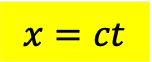 x = ct